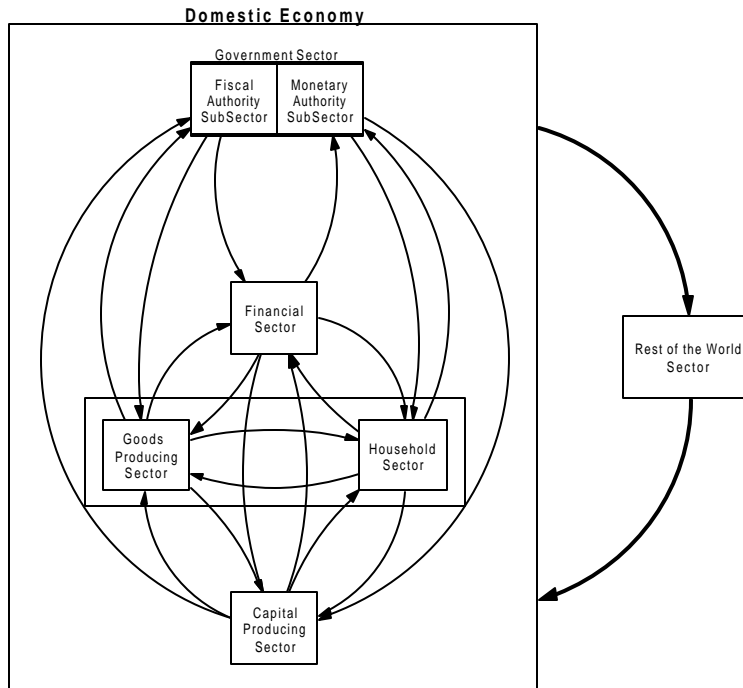 Domestic Economy
Government Sector
Fiscal
Authority
SubSector
Monetary
Authority
SubSector
Financial
Sector
Rest of the World
Sector
Goods
Producing
Sector
Household
Sector
Capital
Producing
Sector